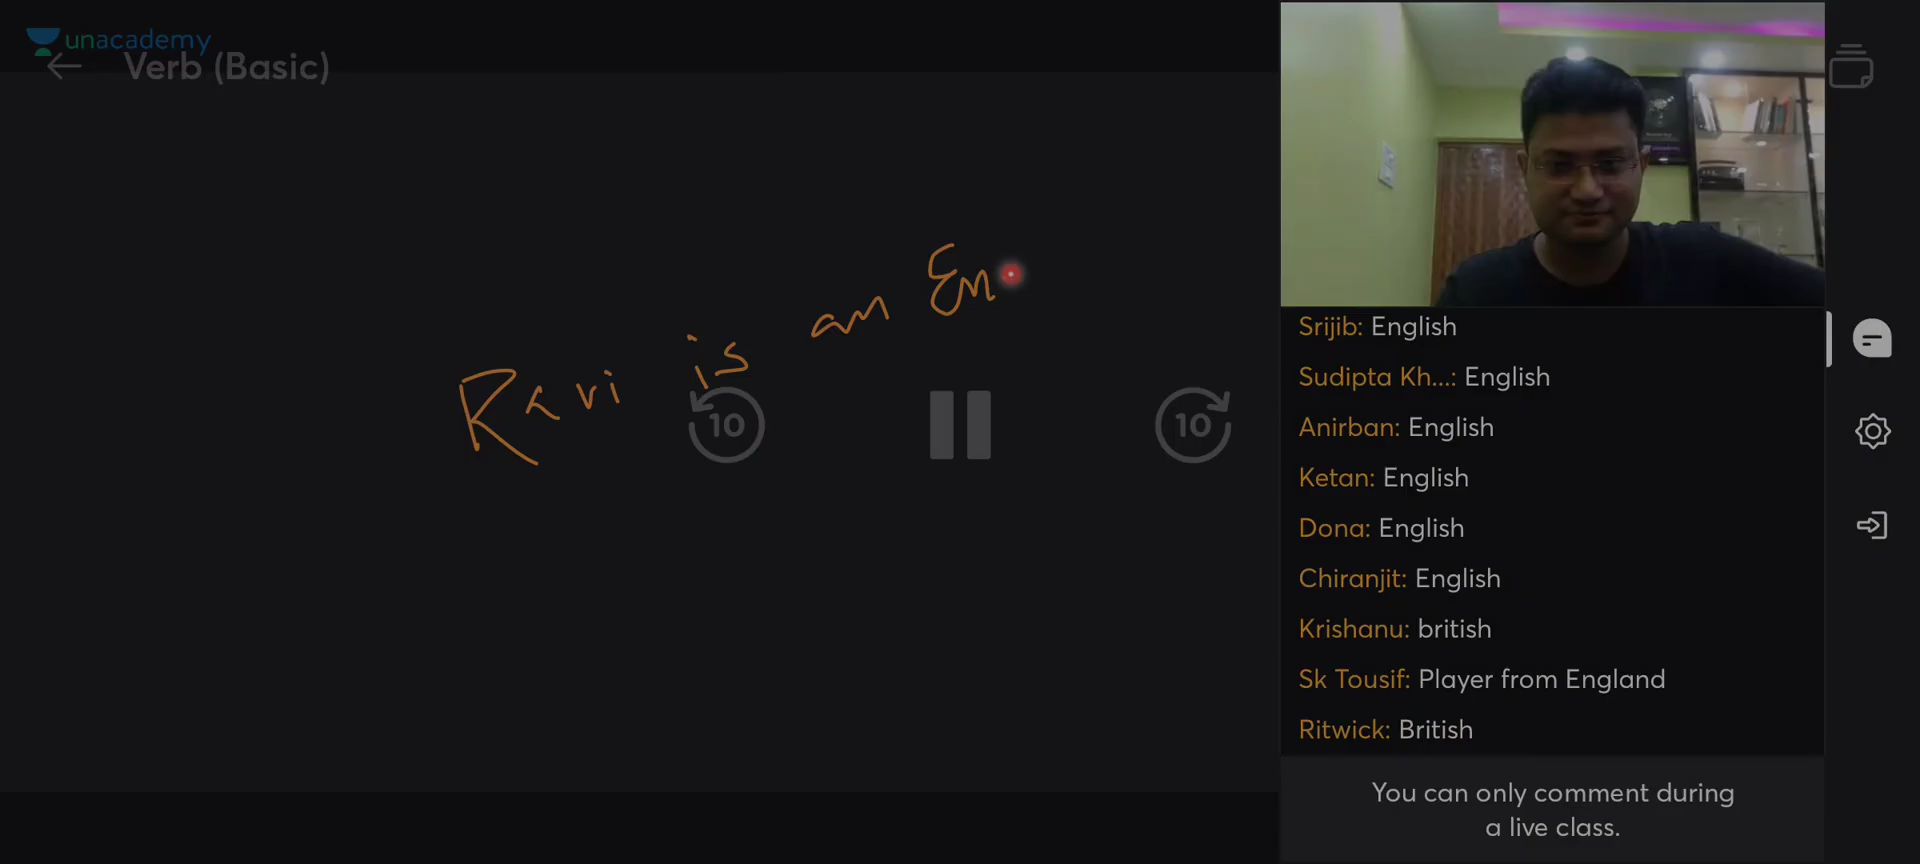 unacademy
Verb (Basic)
Ravi is an En
10
10
Srijib: English
Sudipta Kh...: English
Anirban: English
Ketan: English
Dona: English
Chiranjit: English
Krishanu: british
Sk Tousif: Player from England
Ritwick: British
You can only comment during
a live class.